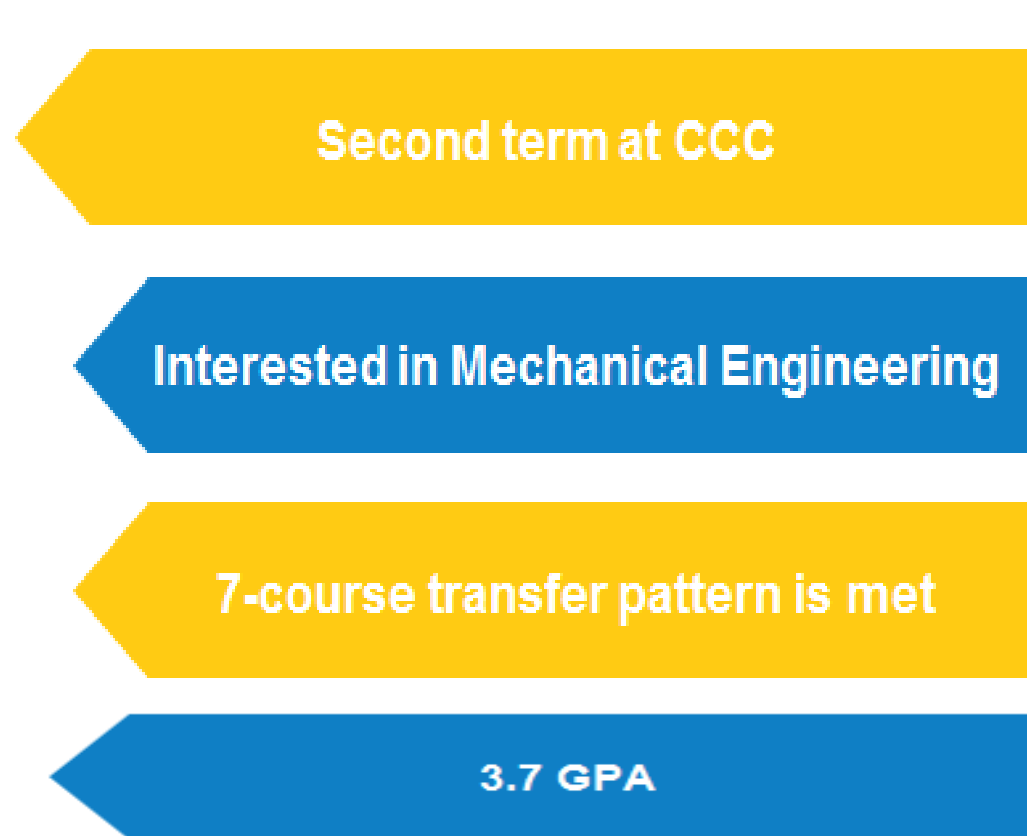 Second term at CCC
Interested in Mechanical Engineering
7-course transfer pattern is met
3.7 GPA